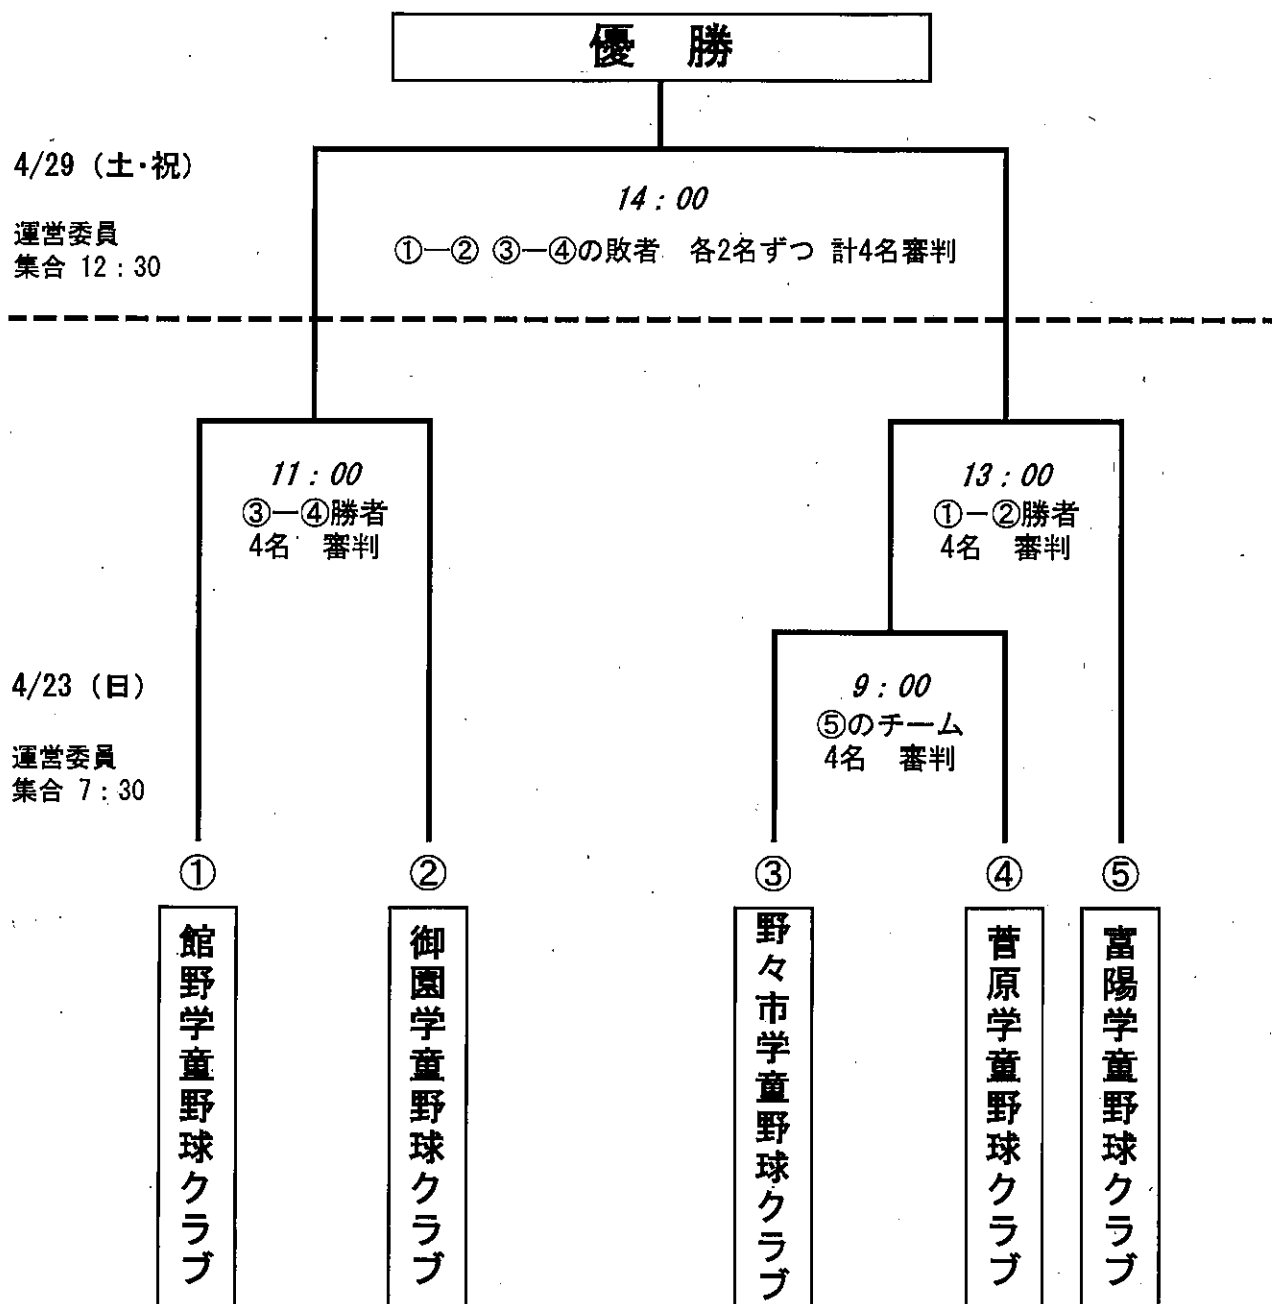 優 勝
4/29 (土・祝)
14:00
運営委員
集合 12:30
①ー② ③ー④の敗者 各2名ずつ 計4名審判
11:00
③ー④勝者
4名 審判
13:00
①ー②勝者
4名 審判
4/23 (日)
9:00
⑤のチーム
4名 審判
運営委員
集合 7:30
①
②
③
④
⑤
館野学童野球クラブ
御園学童野球クラブ
野々市学童野球クラブ
菅原学童野球クラブ
富陽学童野球クラブ